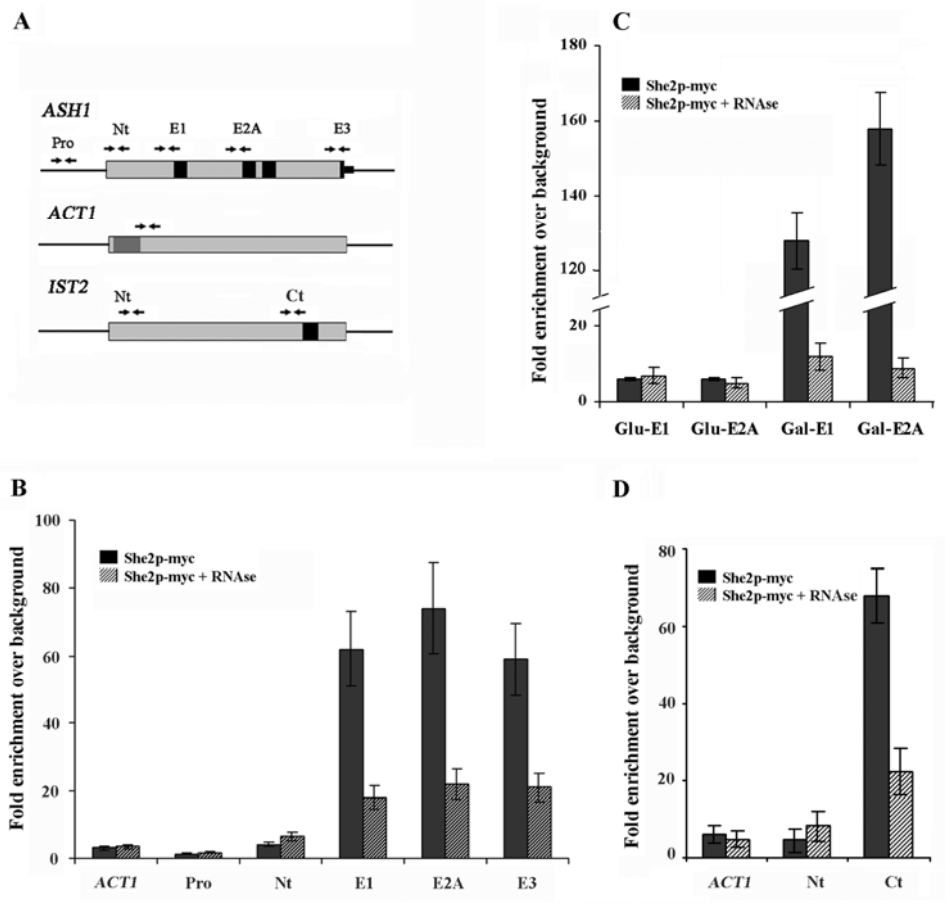 A
ASH1
Pro Nt E1 E2A E3
ACT1
IST2
Nt Ct
C
Fold enrichment over background
180
160
140
120
20
0
She2p-myc
She2p-myc + RNAse
Glu-E1 Glu-E2A Gal-E1 Gal-E2A
B
Fold enrichment over background
100
80
60
40
20
0
She2p-myc
She2p-myc + RNAse
ACT1 Pro Nt E1 E2A E3
D
Fold enrichment over background
80
60
40
20
0
She2p-myc
She2p-myc + RNAse
ACT1 Nt Ct